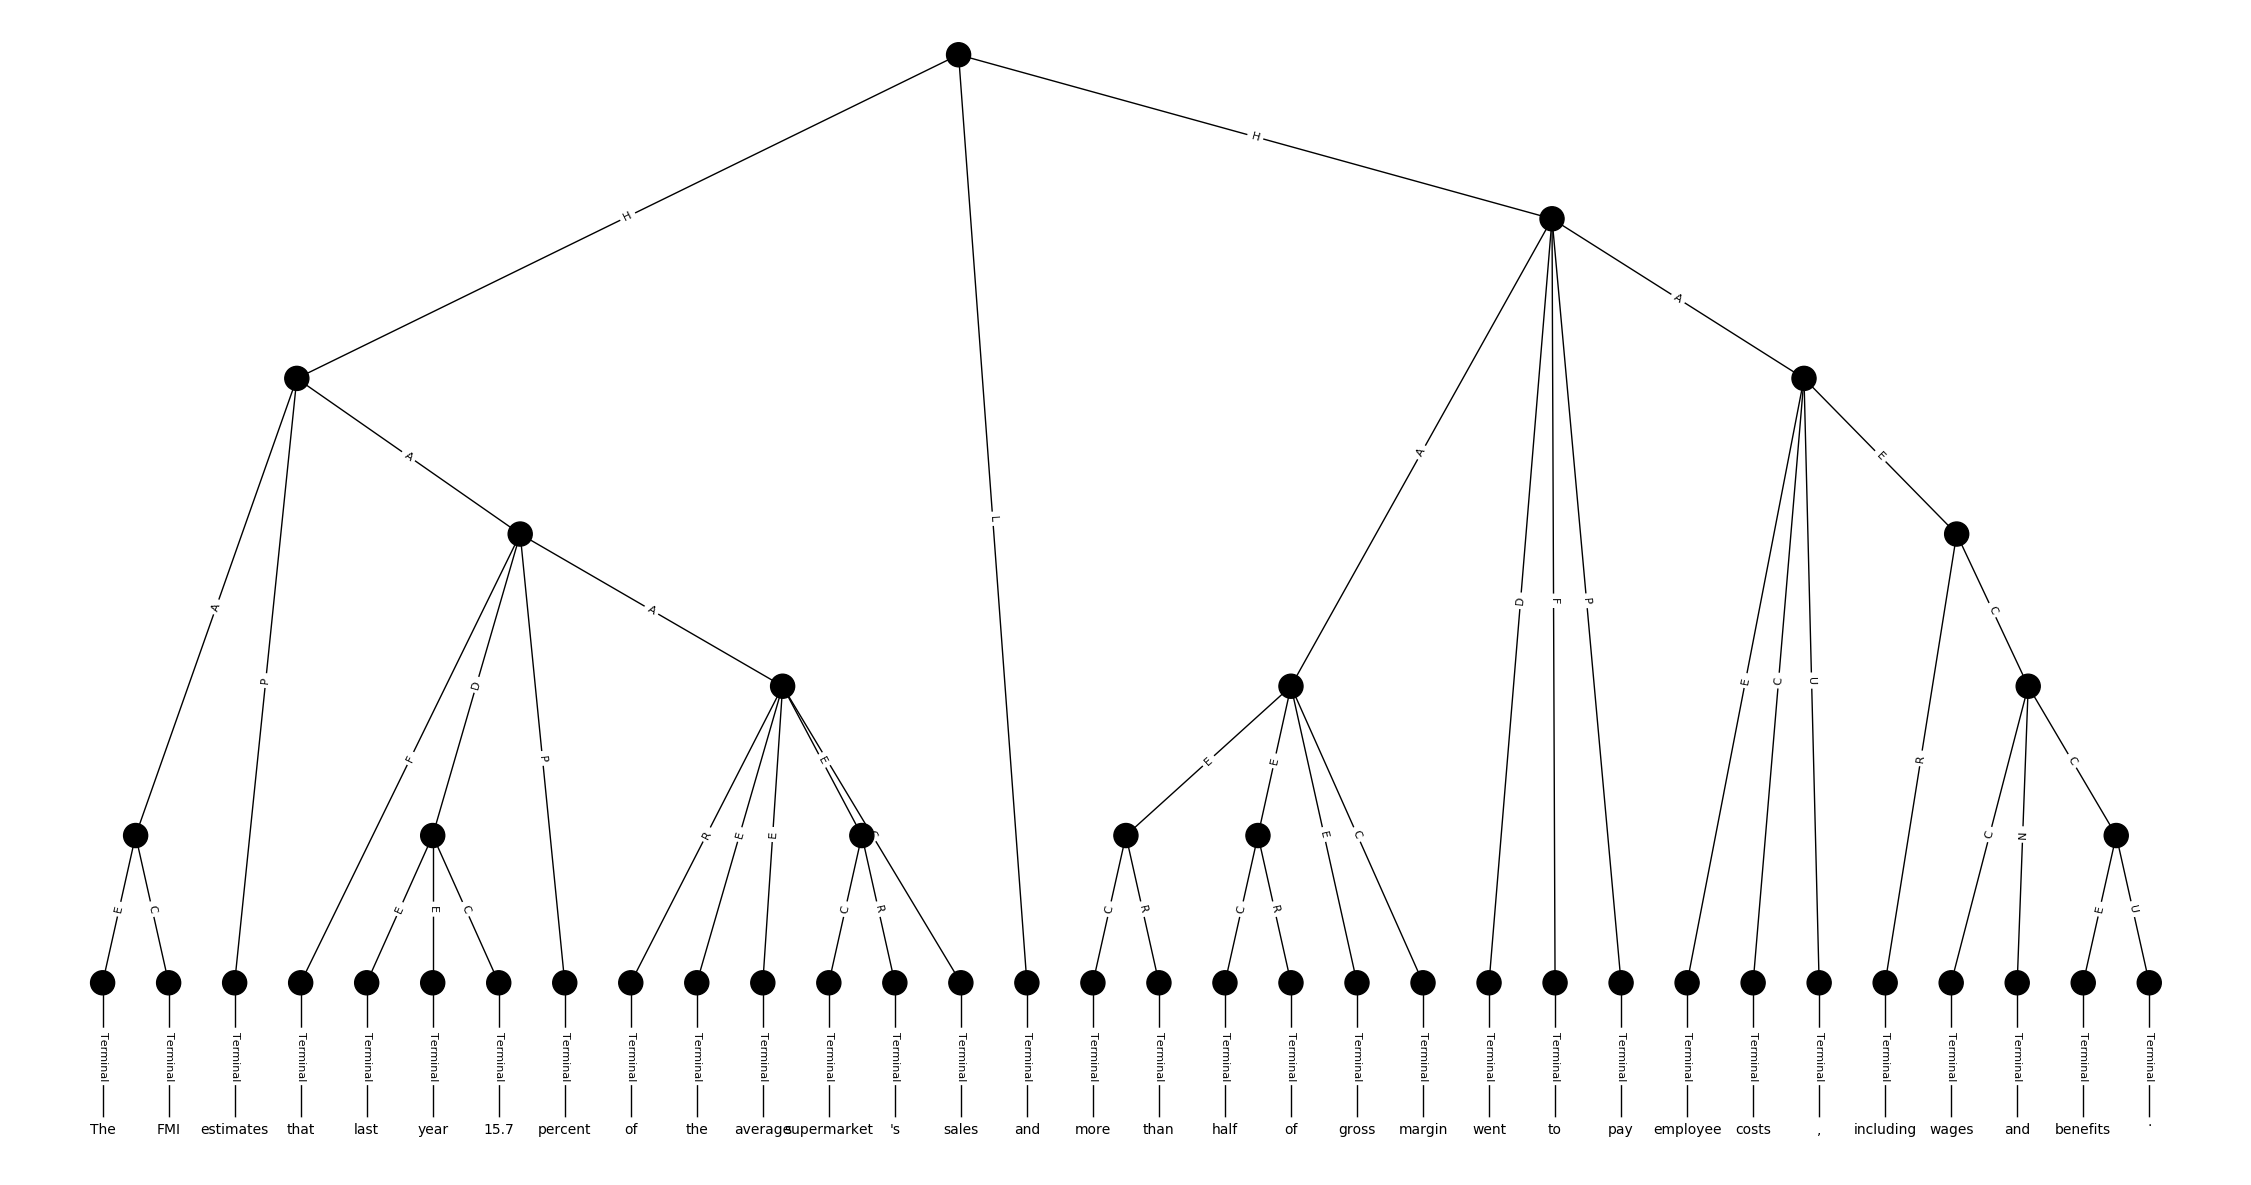 H
H
L
A
P
A
A
D
F
P
A
E
F
D
P
A
E
C
U
E
R
C
R
E
E
E
C
E
E
E
C
C
N
C
E
C
E
E
C
C
R
C
R
C
R
E
U
Terminal Terminal Terminal Terminal Terminal Terminal Terminal Terminal Terminal Terminal Terminal Terminal Terminal Terminal Terminal Terminal Terminal Terminal Terminal Terminal Terminal Terminal Terminal Terminal Terminal Terminal Terminal Terminal Terminal Terminal Terminal Terminal
The FMI estimates that last year 15.7 percent of the average supermarket 's sales and more than half of gross margin went to pay employee costs , including wages and benefits .